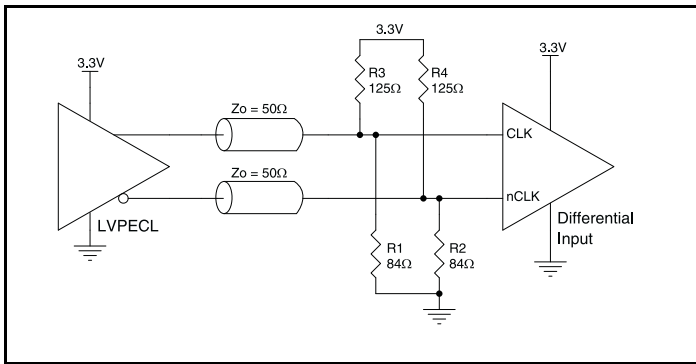 3.3V
3.3V
3.3V
R3
125Ω
R4
125Ω
Zo = 50Ω
CLK
Zo = 50Ω
nCLK
LVPECL
Differential
Input
R1
84Ω
R2
84Ω